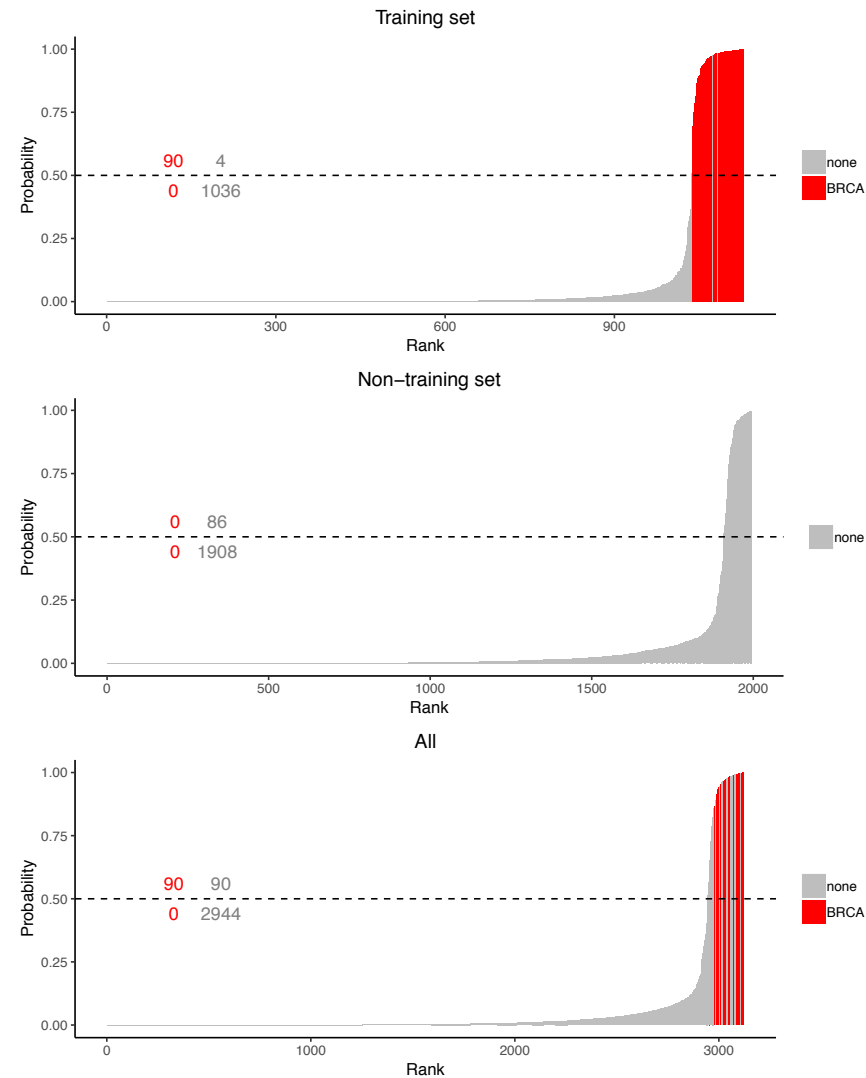 Training set
1.00
0.75
0.50
0.25
0.00
Probability
90 4
0 1036
0 300 600 900
Rank
none
BRCA
Non−training set
1.00
0.75
0.50
0.25
0.00
Probability
0 86
0 1908
0 500 1000 1500 2000
Rank
none
All
1.00
0.75
0.50
0.25
0.00
Probability
90 90
0 2944
0 1000 2000 3000
Rank
none
BRCA